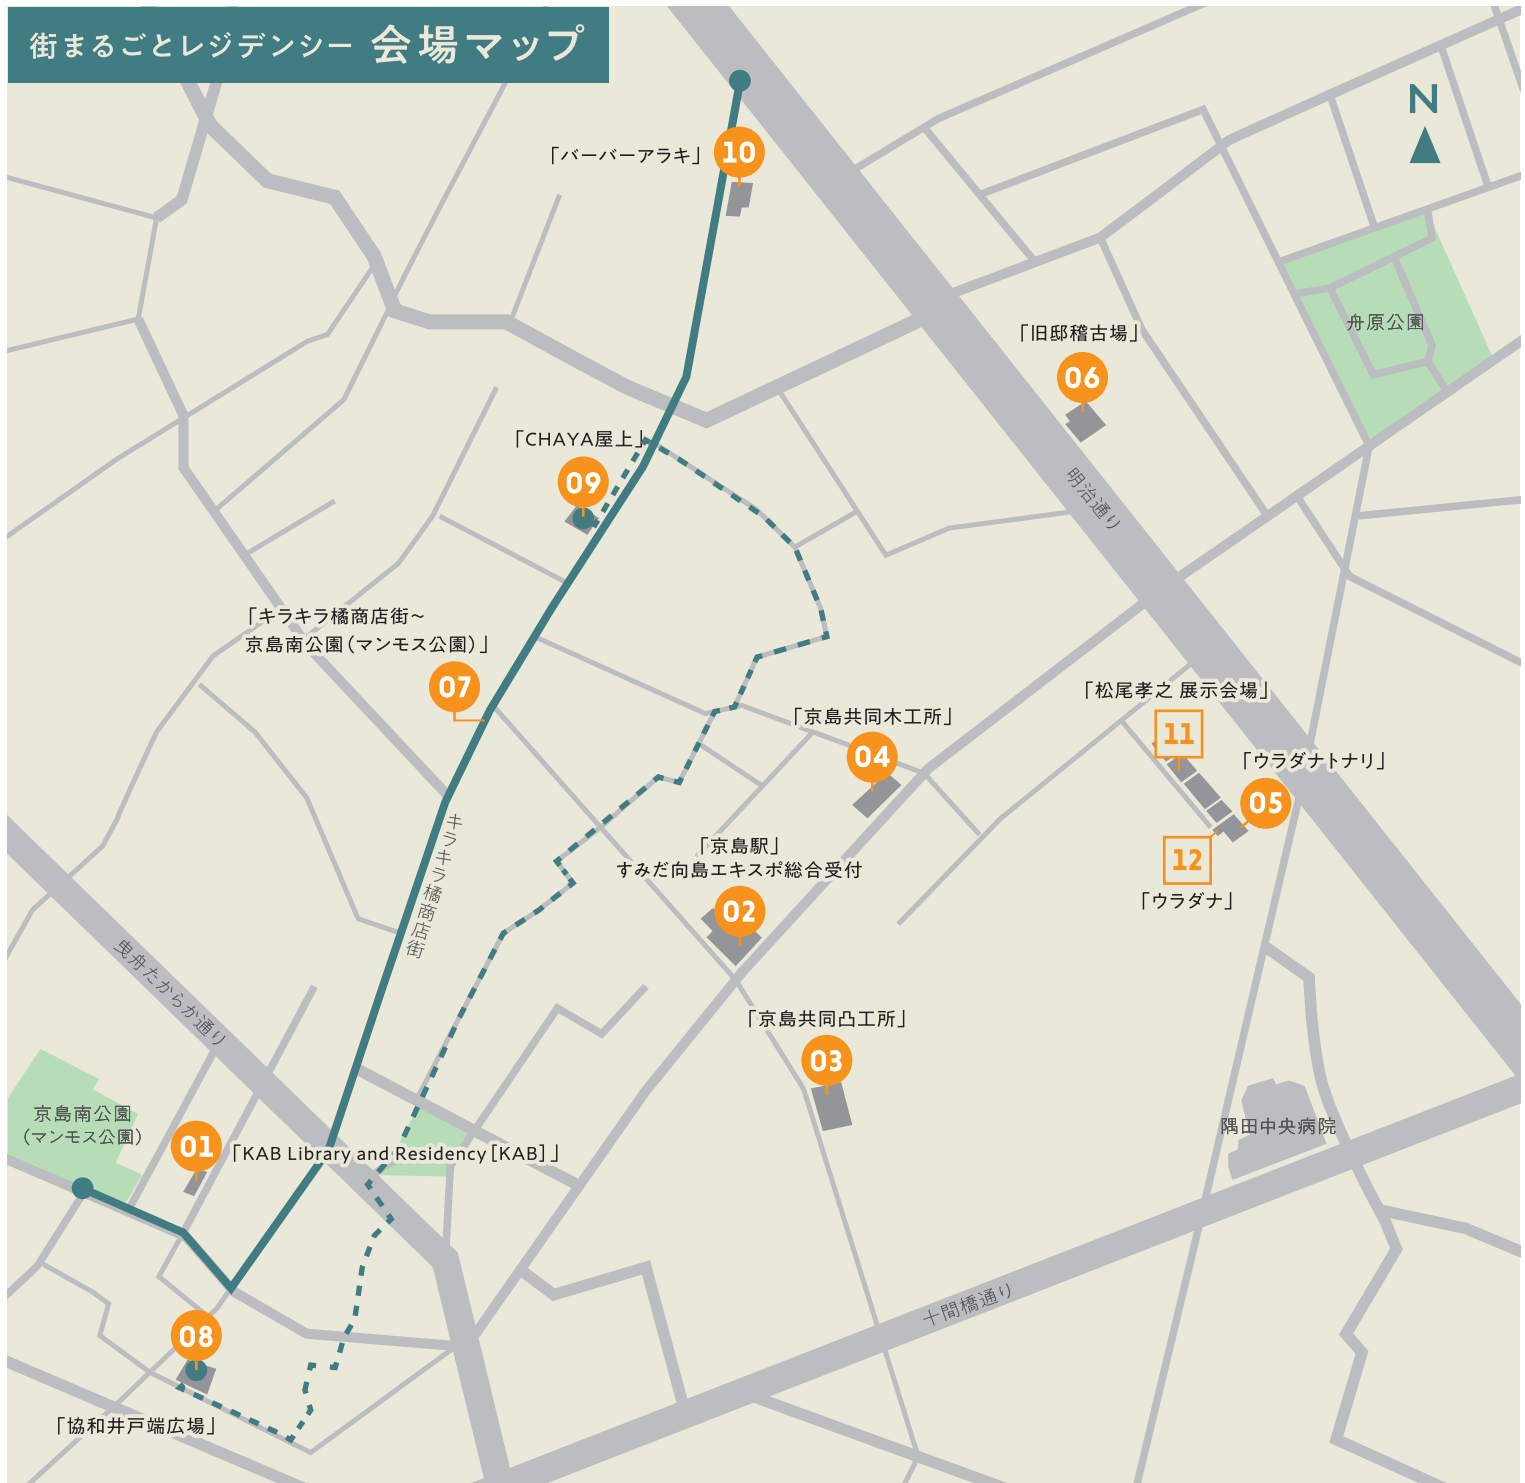 街まるごとレジデンシー 会場マップ
N
「バーバーアラキ」
10
舟原公園
「旧邸稽古場」
06
「CHAYA屋上」
09
明治通り
「キラキラ橘商店街～
京島南公園（マンモス公園）」
07
「松尾孝之 展示会場」
11
「京島共同木工所」
04
「ウラダナトナリ」
05
キラキラ橘商店街
「京島駅」
すみだ向島エキスポ総合受付
02
12
「ウラダナ」
曳舟たからか通り
「京島共同凸工所」
03
京島南公園
（マンモス公園）
01
「KAB Library and Residency［KAB］」
隅田中央病院
十間橋通り
08
「協和井戸端広場」